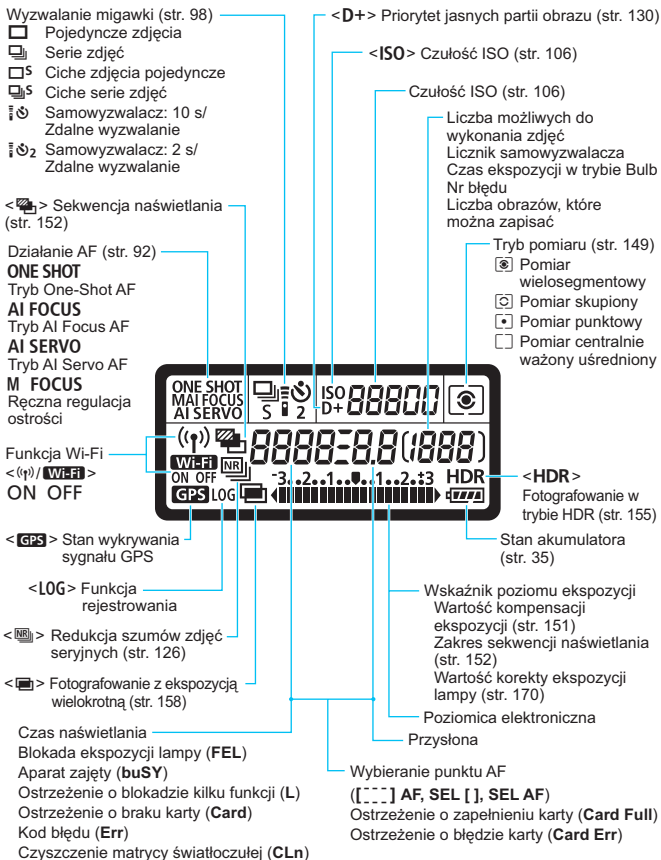 Wyzwalanie migawki (str. 98)
Pojedyncze zdjęcia
Serie zdjęć
S Ciche zdjęcia pojedyncze
S Ciche serie zdjęć
Samowyzwalacz: 10 s/
Zdalne wyzwalanie
2 Samowyzwalacz: 2 s/
Zdalne wyzwalanie
< > Sekwencja naświetlania
(str. 152)
Działanie AF (str. 92)
ONE SHOT
Tryb One-Shot AF
AI FOCUS
Tryb AI Focus AF
AI SERVO
Tryb AI Servo AF
M FOCUS
Ręczna regulacja
ostrości
Funkcja Wi-Fi
< / Wi-Fi >
ON OFF
<GPS> Stan wykrywania
sygnału GPS
<LOG> Funkcja
rejestrowania
<NR> Redukcja szumów zdjęć
seryjnych (str. 126)
< > Fotografowanie z ekspozycją
wielokrotną (str. 158)
Czas naświetlania
Blokada ekspozycji lampy (FEL)
Aparat zajęty (buSY)
Ostrzeżenie o blokadzie kilku funkcji (L)
Ostrzeżenie o braku karty (Card)
Kod błędu (Err)
Czyszczenie matrycy światłoczułej (CLn)
<D+> Priorytet jasnych partii obrazu (str. 130)
<ISO> Czułość ISO (str. 106)
Czułość ISO (str. 106)
Liczba możliwych do
wykonania zdjęć
Licznik samowyzwalacza
Czas ekspozycji w trybie Bulb
Nr błędu
Liczba obrazów, które
można zapisać
Tryb pomiaru (str. 149)
Pomiar
wielosegmentowy
Pomiar skupiony
Pomiar punktowy
Pomiar centralnie
ważony uśredniony
ONE SHOT
MAI FOCUS
AI SERVO
S 2
ISO
D+ 88800
8888-8.8(1888)
Wi-Fi
ON OFF
NR
GPS LOG
-3..2..1..0..1..2..+3
HDR
<HDR>
Fotografowanie w
trybie HDR (str. 155)
Stan akumulatora
(str. 35)
Wskaźnik poziomu ekspozycji
Wartość kompensacji
ekspozycji (str. 151)
Zakres sekwencji naświetlania
(str. 152)
Wartość korekty ekspozycji
lampy (str. 170)
Poziomica elektroniczna
Przysłona
Wybieranie punktu AF
([---] AF, SEL [ ], SEL AF)
Ostrzeżenie o zapełnieniu karty (Card Full)
Ostrzeżenie o błędzie karty (Card Err)